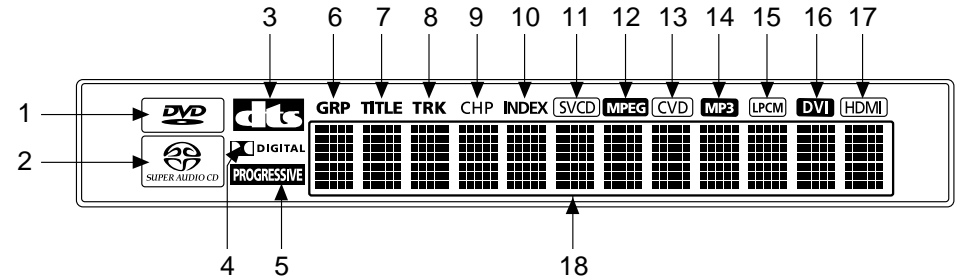 3 6 7 8 9 10 11 12 13 14 15 16 17
1 DVD dts GRP TITLE TRK CHP INDEX SVCD MPEG CVD MP3 LPCM DVI HDMI
2 SUPER AUDIO CD DIGITAL
PROGRESSIVE
4 5 18